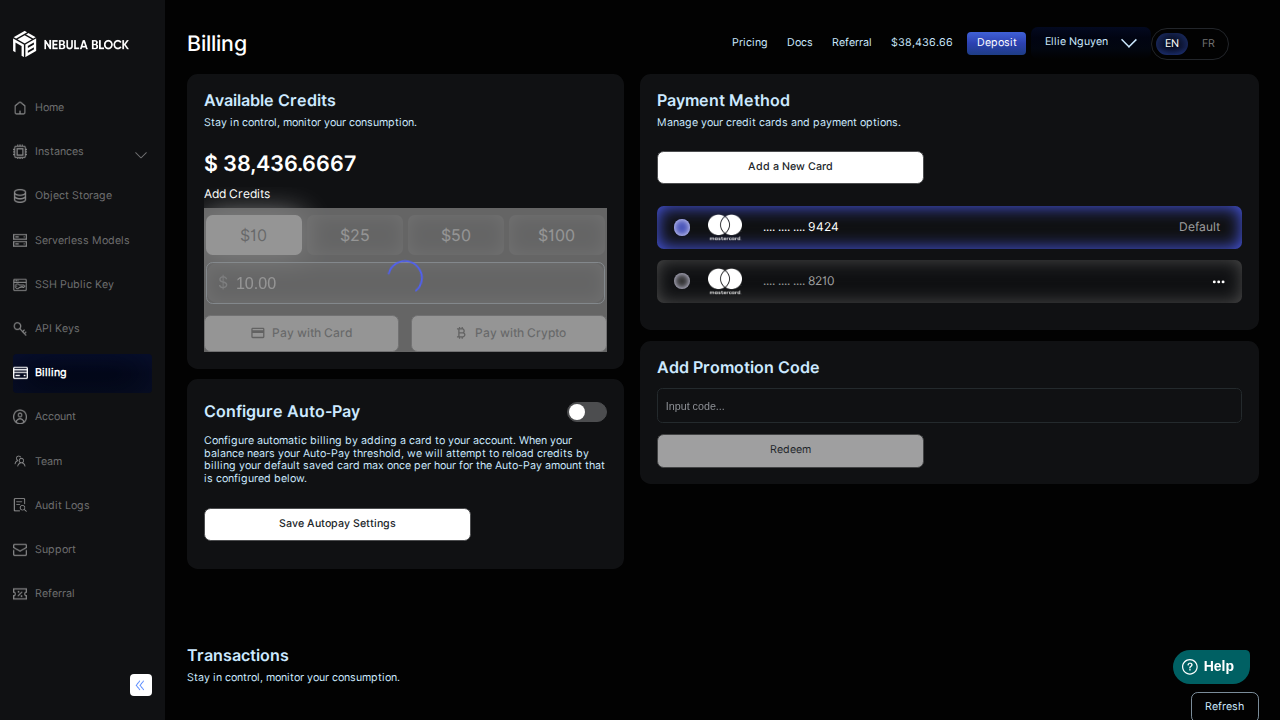 NEBULA BLOCK
Home
Instances
Object Storage
Serverless Models
SSH Public Key
API Keys
Billing
Account
Team
Audit Logs
Support
Referral
Billing
Pricing
Docs
Referral
$38,436.66
Deposit
Ellie Nguyen
EN
FR
Available Credits
Stay in control, monitor your consumption.
$ 38,436.6667
Add Credits
$10
$25
$50
$100
$ 10.00
Pay with Card
Pay with Crypto
Configure Auto-Pay
Configure automatic billing by adding a card to your account. When your
balance nears your Auto-Pay threshold, we will attempt to reload credits by
billing your default saved card max once per hour for the Auto-Pay amount that
is configured below.
Save Autopay Settings
Payment Method
Manage your credit cards and payment options.
Add a New Card
mastercard
.... .... .... 9424
Default
mastercard
.... .... .... 8210
Add Promotion Code
Input code...
Redeem
Transactions
Stay in control, monitor your consumption.
Help
Refresh